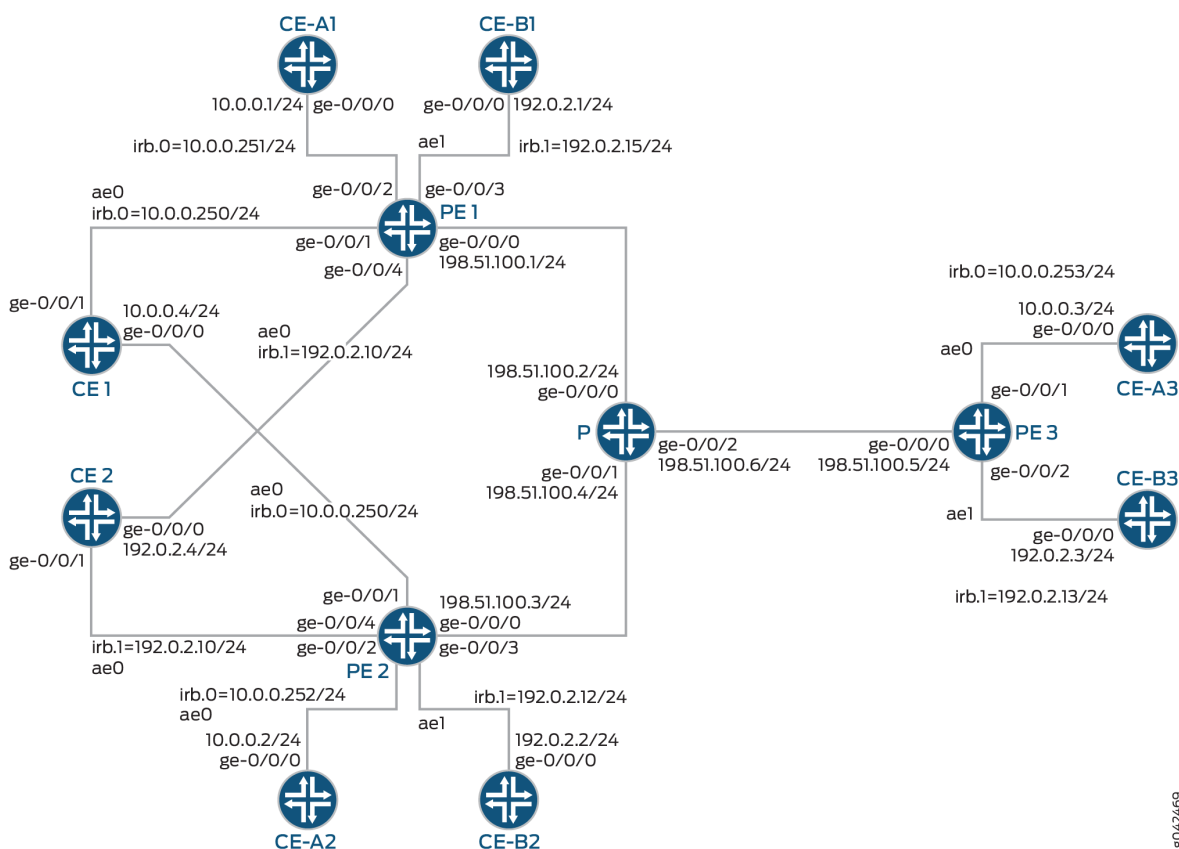 CE-A1
CE-B1
10.0.0.1/24
ge-0/0/0
ge-0/0/0
192.0.2.1/24
irb.0=10.0.0.251/24
ae1
irb.1=192.0.2.15/24
ae0
irb.0=10.0.0.250/24
ge-0/0/2
ge-0/0/3
PE 1
ge-0/0/1
ge-0/0/0
198.51.100.1/24
ge-0/0/4
ge-0/0/1
10.0.0.4/24
ge-0/0/0
CE 1
ae0
irb.1=192.0.2.10/24
198.51.100.2/24
ge-0/0/0
P
ge-0/0/2
198.51.100.6/24
ge-0/0/1
198.51.100.4/24
irb.0=10.0.0.253/24
10.0.0.3/24
ge-0/0/0
ae0
CE-A3
ge-0/0/1
ge-0/0/0
198.51.100.5/24
PE 3
ge-0/0/2
CE-B3
ae1
ge-0/0/0
192.0.2.3/24
irb.1=192.0.2.13/24
CE 2
ge-0/0/0
192.0.2.4/24
ge-0/0/1
ae0
irb.0=10.0.0.250/24
ge-0/0/1
198.51.100.3/24
ge-0/0/4
ge-0/0/0
irb.1=192.0.2.10/24
ae0
ge-0/0/2
ge-0/0/3
PE 2
irb.0=10.0.0.252/24
ae0
irb.1=192.0.2.12/24
ae1
10.0.0.2/24
ge-0/0/0
192.0.2.2/24
ge-0/0/0
CE-A2
CE-B2
g042469